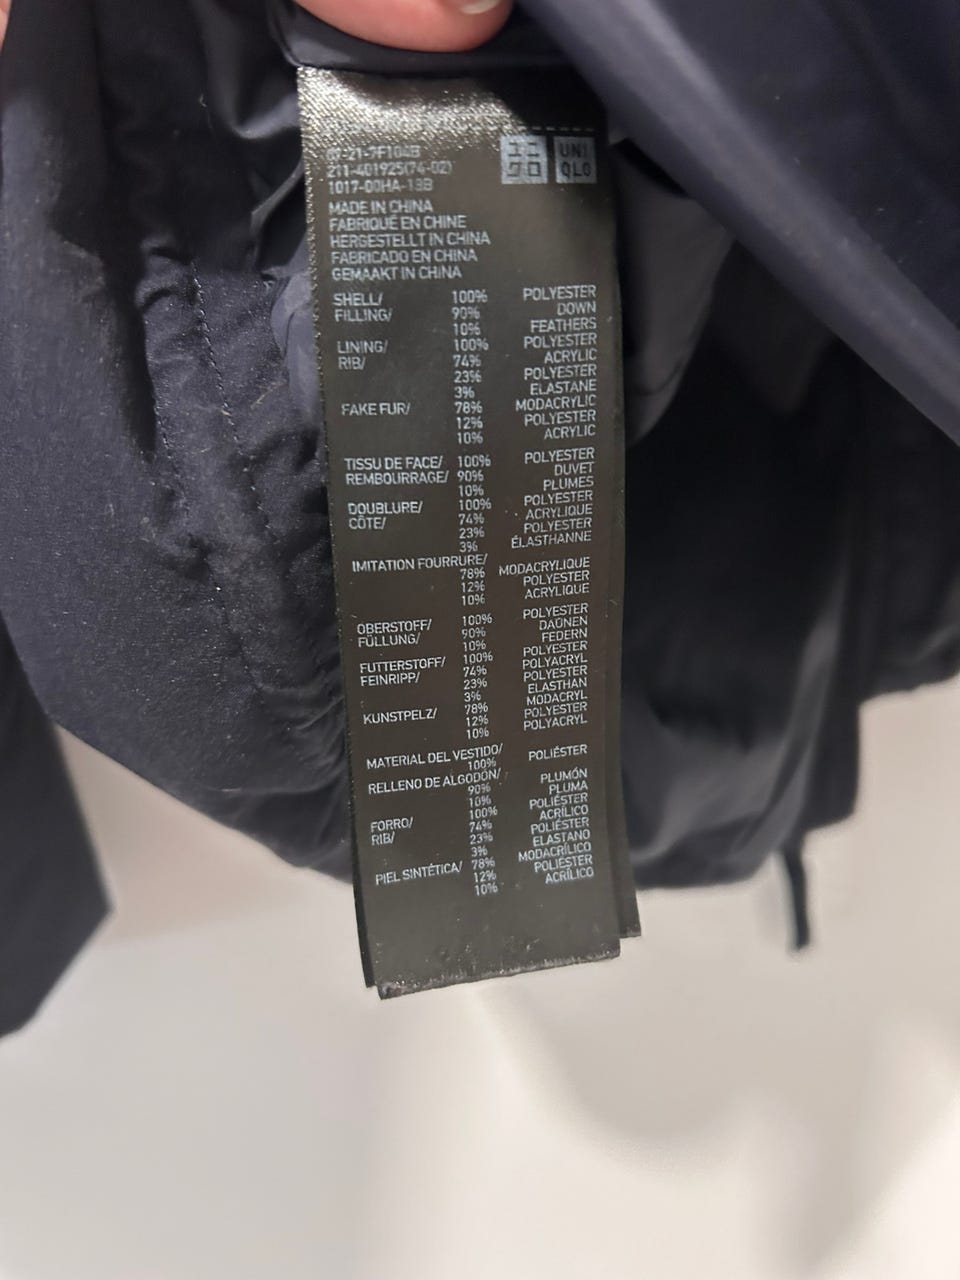 211-401925(74-02)
1017-00HA-13B
ユニ
クロ
UNI
QLO
MADE IN CHINA
FABRIQUÉ EN CHINE
HERGESTELLT IN CHINA
FABRICADO EN CHINA
GEMAAKT IN CHINA
SHELL/ 100% POLYESTER
FILLING/ 90% DOWN
10% FEATHERS
LINING/ 100% POLYESTER
RIB/ 74% ACRYLIC
23% POLYESTER
3% ELASTANE
FAKE FUR/ 78% MODACRYLIC
12% POLYESTER
10% ACRYLIC
TISSU DE FACE/ 100% POLYESTER
REMBOURRAGE/ 90% DUVET
10% PLUMES
DOUBLURE/ 100% POLYESTER
CÔTE/ 74% ACRYLIQUE
23% POLYESTER
3% ÉLASTHANNE
IMITATION FOURRURE/
78% MODACRYLIQUE
12% POLYESTER
10% ACRYLIQUE
OBERSTOFF/ 100% POLYESTER
FÜLLUNG/ 90% DAUNEN
10% FEDERN
FUTTERSTOFF/ 100% POLYESTER
FEINRIPP/ 74% POLYACRYL
23% POLYESTER
3% ELASTHAN
KUNSTPELZ/ 78% MODACRYL
12% POLYESTER
10% POLYACRYL
MATERIAL DEL VESTIDO/
100% POLIÉSTER
RELLENO DE ALGODÓN/
90% PLUMÓN
10% PLUMA
FORRO/ 100% POLIÉSTER
RIB/ 74% ACRÍLICO
23% POLIÉSTER
3% ELASTANO
PIEL SINTÉTICA/ 78% MODACRÍLICO
12% POLIÉSTER
10% ACRÍLICO